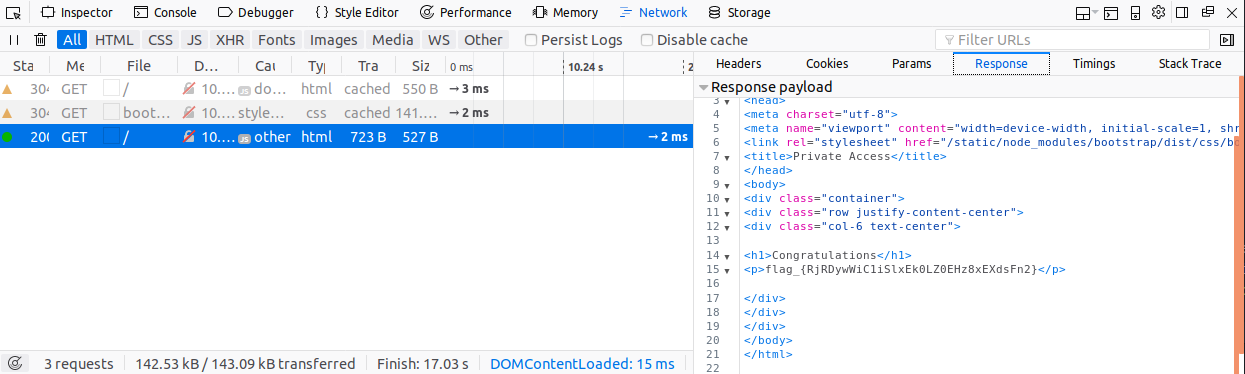 Inspector Console Debugger Style Editor Performance Memory Network Storage
All HTML CSS JS XHR Fonts Images Media WS Other Persist Logs Disable cache Filter URLs
Sta Me File D… Cau Typ Tra Siz 0 ms 10.24 s 2
304 GET / 10.… JS do… html cached 550 B → 3 ms
304 GET boot… 10.… style… css cached 141.… → 2 ms
200 GET / 10.… JS other html 723 B 527 B → 2 ms
3 requests 142.53 kB / 143.09 kB transferred Finish: 17.03 s DOMContentLoaded: 15 ms
Headers Cookies Params Response Timings Stack Trace
Response payload
3 <head>
4 <meta charset="utf-8">
5 <meta name="viewport" content="width=device-width, initial-scale=1, shr
6 <link rel="stylesheet" href="/static/node_modules/bootstrap/dist/css/bo
7 <title>Private Access</title>
8 </head>
9 <body>
10 <div class="container">
11 <div class="row justify-content-center">
12 <div class="col-6 text-center">
13
14 <h1>Congratulations</h1>
15 <p>flag_{RjRDywWiC1iSlxEk0LZ0EHz8xEXdsFn2}</p>
16
17 </div>
18 </div>
19 </div>
20 </body>
21 </html>
22